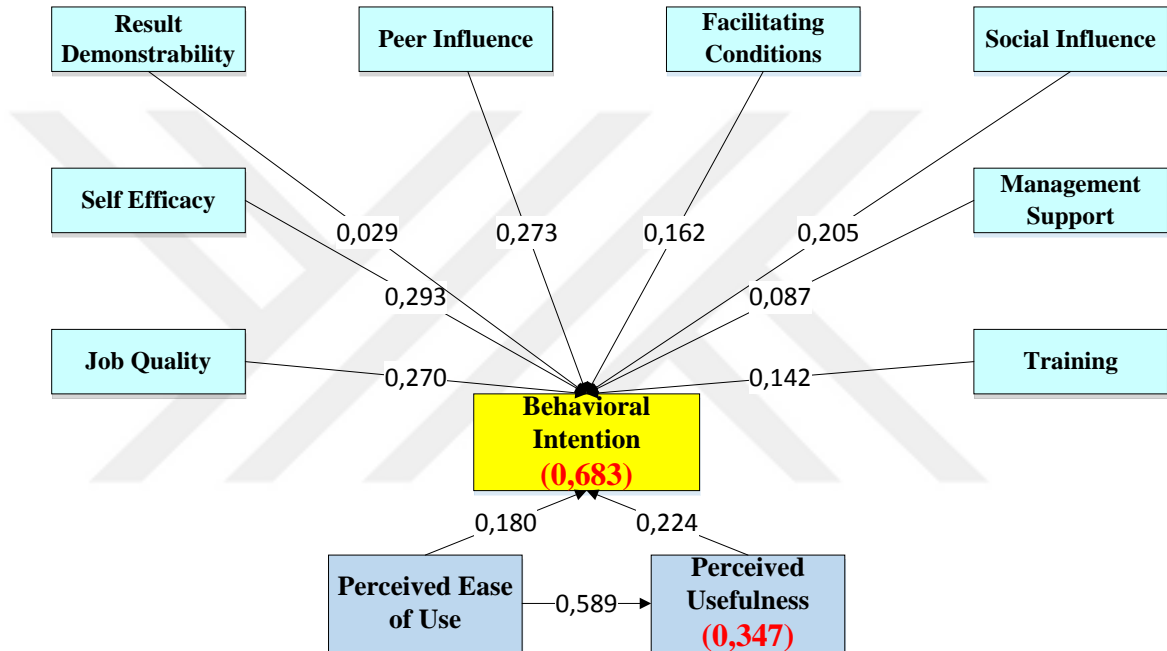 Result
Demonstrability
Peer Influence
Facilitating
Conditions
Social Influence
Self Efficacy
Management
Support
0,029
0,273
0,162
0,205
0,293
0,087
Job Quality
0,270
0,142
Training
Behavioral
Intention
(0,683)
0,180
0,224
Perceived Ease
of Use
0,589
Perceived
Usefulness
(0,347)